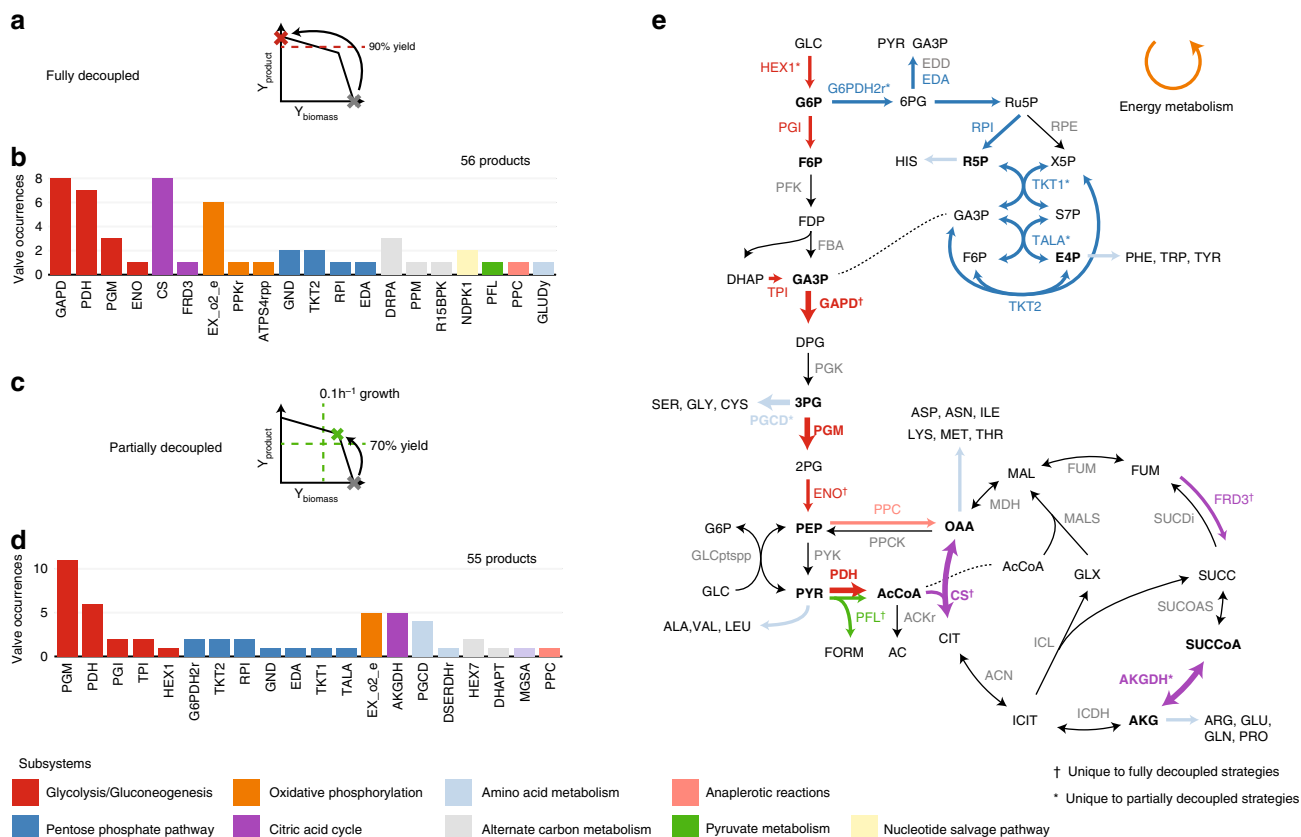 a
Fully decoupled
Y product
90% yield
Y biomass
b
56 products
Valve occurrences
8
6
4
2
0
GAPD
PDH
PGM
ENO
CS
FRD3
EX_o2_e
PPKr
ATPS4rpp
GND
TKT2
RPI
EDA
DRPA
PPM
R15BPK
NDPK1
PFL
PPC
GLUDy
c
0.1h⁻¹ growth
Partially decoupled
Y product
70% yield
Y biomass
d
55 products
Valve occurrences
10
5
0
PGM
PDH
PGI
TPI
HEX1
G6PDH2r
TKT2
RPI
GND
EDA
TKT1
TALA
EX_o2_e
AKGDH
PGCD
DSERDHr
HEX7
DHAPT
MGSA
PPC
e
GLC
PYR GA3P
HEX1*
EDD
EDA
G6PDH2r*
Energy metabolism
G6P
6PG
Ru5P
PGI
RPI
RPE
F6P
HIS
R5P
X5P
PFK
TKT1*
FDP
GA3P
S7P
FBA
TALA*
F6P
E4P
PHE, TRP, TYR
DHAP
GA3P
TPI
GAPD†
TKT2
DPG
PGK
SER, GLY, CYS
3PG
PGCD*
ASP, ASN, ILE
LYS, MET, THR
PGM
2PG
MAL
FUM
FUM
ENO†
MDH
FRD3†
PPC
MALS
SUCDi
G6P
PEP
OAA
PPCK
GLCptspp
PYK
AcCoA
PDH
GLX
SUCC
GLC
PYR
AcCoA
CS†
SUCOAS
PFL†
ACKr
ALA,VAL, LEU
CIT
ICL
SUCCoA
FORM
AC
ACN
AKGDH*
ICIT
ICDH
AKG
ARG, GLU,
GLN, PRO
Subsystems
† Unique to fully decoupled strategies
* Unique to partially decoupled strategies
Glycolysis/Gluconeogenesis
Oxidative phosphorylation
Amino acid metabolism
Anaplerotic reactions
Pentose phosphate pathway
Citric acid cycle
Alternate carbon metabolism
Pyruvate metabolism
Nucleotide salvage pathway